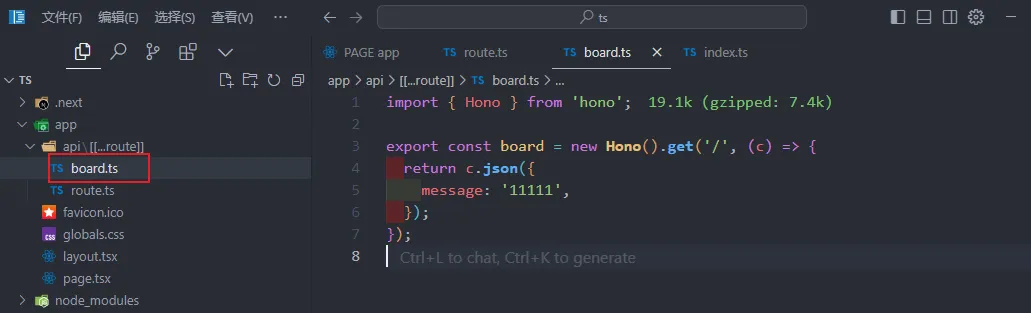 文件(F) 编辑(E) 选择(S) 查看(V) ··· ts
TS
.next
app
api\[[...route]]
board.ts
route.ts
favicon.ico
globals.css
layout.tsx
page.tsx
node_modules
PAGE app TS route.ts TS board.ts TS index.ts
app > api > [[...route]] > TS board.ts > ...
1 import { Hono } from 'hono'; 19.1k (gzipped: 7.4k)
2
3 export const board = new Hono().get('/', (c) => {
4 return c.json({
5 message: '11111',
6 });
7 });
8 Ctrl+L to chat, Ctrl+K to generate